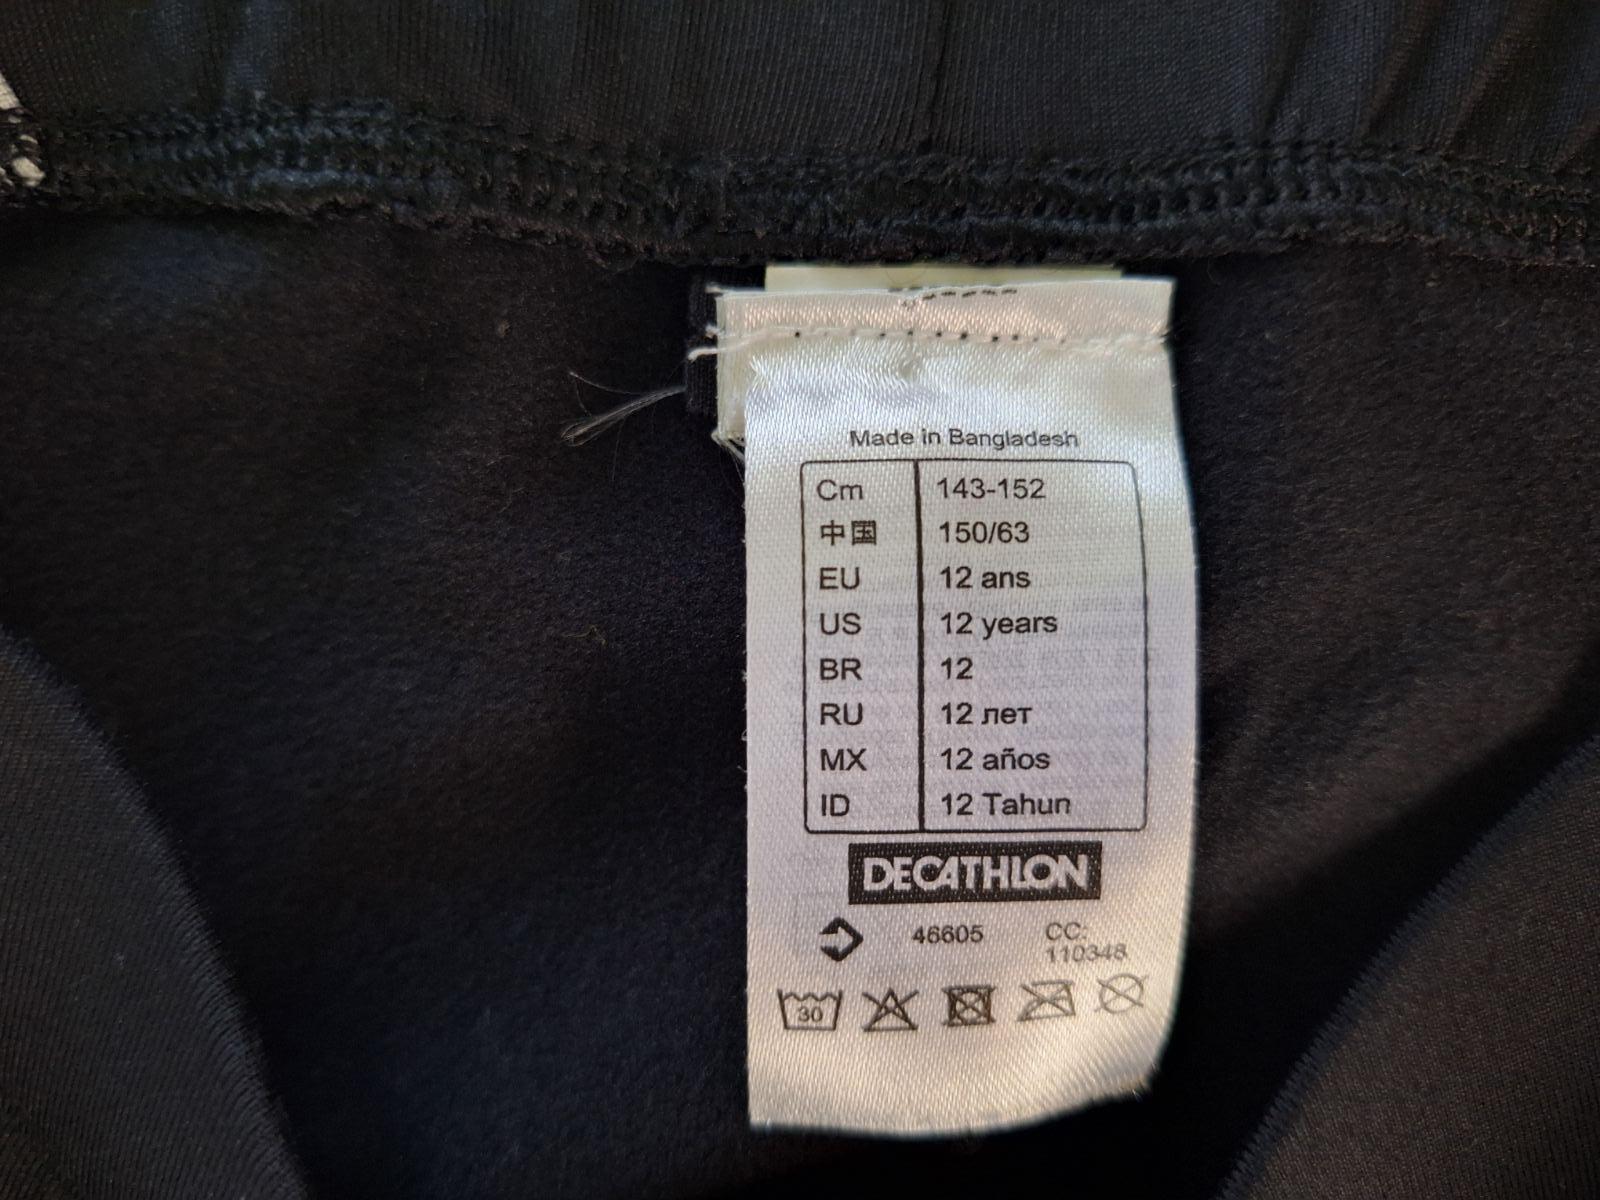 Made in Bangladesh
Cm 143-152
中国 150/63
EU 12 ans
US 12 years
BR 12
RU 12 лет
MX 12 años
ID 12 Tahun
DECATHLON
46605 CC:
110348
30